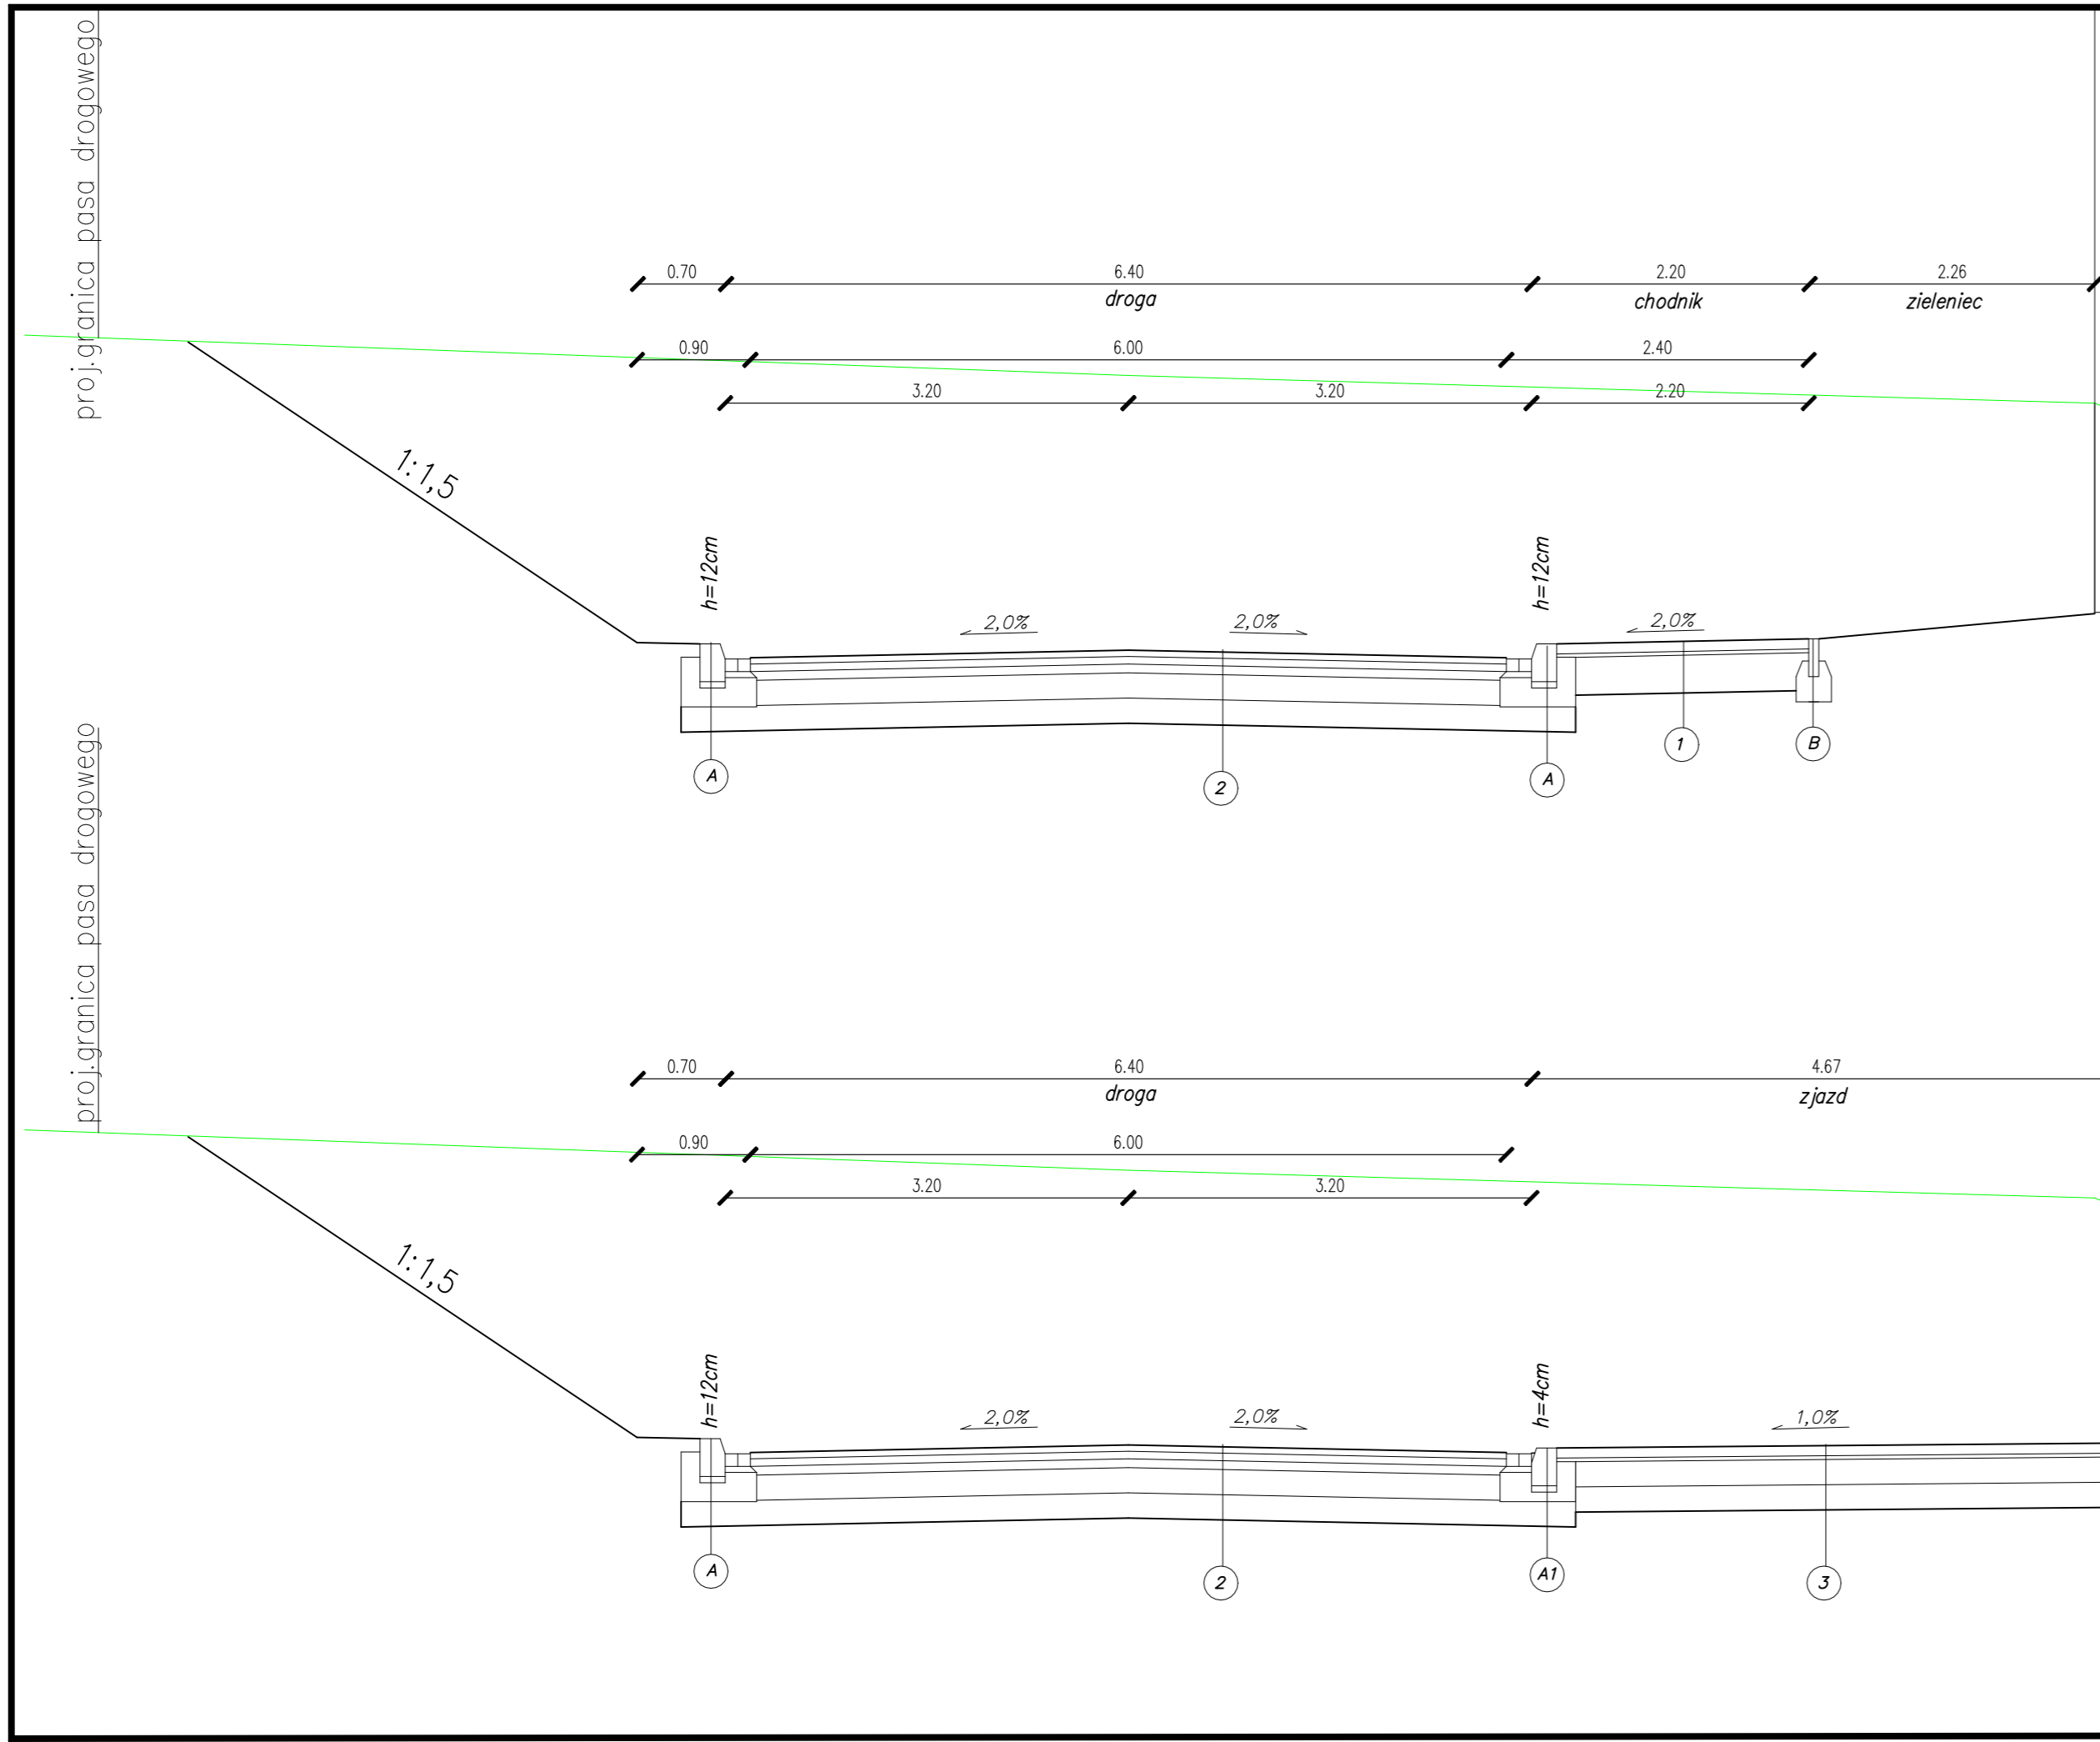 proj.granica pasa drogowego
0.70 6.40 2.20 2.26
droga chodnik zieleniec
0.90 6.00 2.40
3.20 3.20 2.20
1:1,5
h=12cm h=12cm
2,0% 2,0% 2,0%
A 2 A 1 B
proj.granica pasa drogowego
0.70 6.40 4.67
droga zjazd
0.90 6.00
3.20 3.20
1:1,5
h=12cm h=4cm
2,0% 2,0% 1,0%
A 2 A1 3